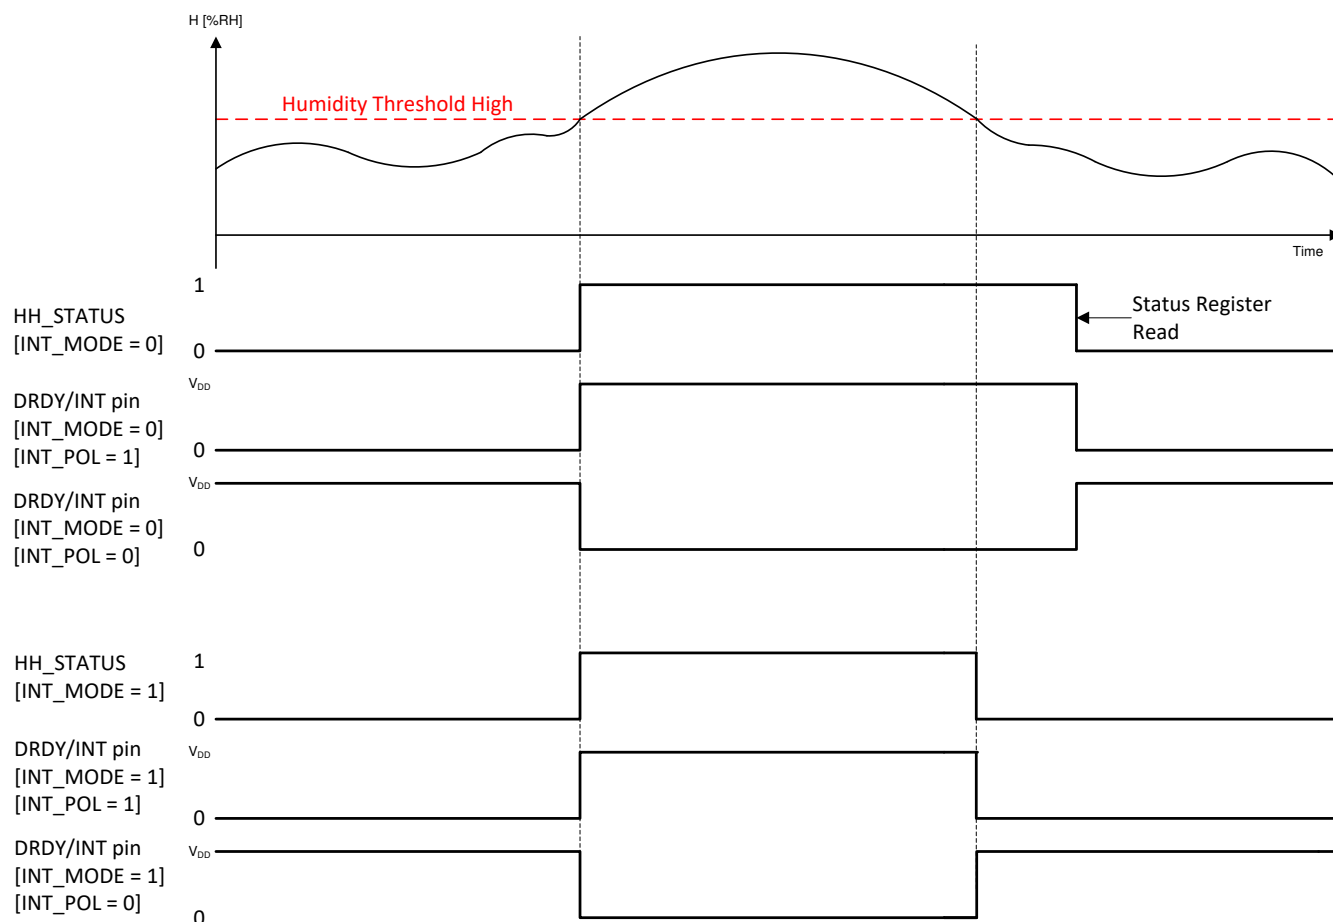 H [%RH]
Humidity Threshold High
Time
HH_STATUS
[INT_MODE = 0]
1
0
Status Register
Read
DRDY/INT pin
[INT_MODE = 0]
[INT_POL = 1]
VDD
0
DRDY/INT pin
[INT_MODE = 0]
[INT_POL = 0]
VDD
0
HH_STATUS
[INT_MODE = 1]
1
0
DRDY/INT pin
[INT_MODE = 1]
[INT_POL = 1]
VDD
0
DRDY/INT pin
[INT_MODE = 1]
[INT_POL = 0]
VDD
0